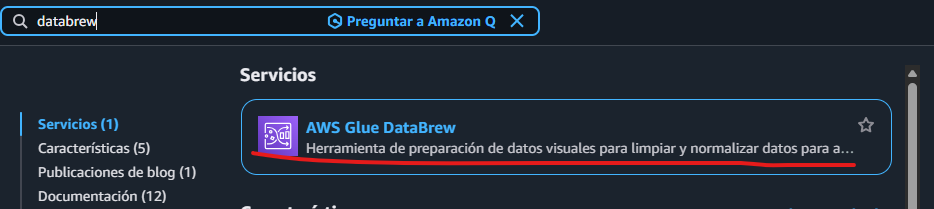 databrew
Preguntar a Amazon Q
Servicios
Servicios (1)
Características (5)
Publicaciones de blog (1)
Documentación (12)
AWS Glue DataBrew
Herramienta de preparación de datos visuales para limpiar y normalizar datos para a...